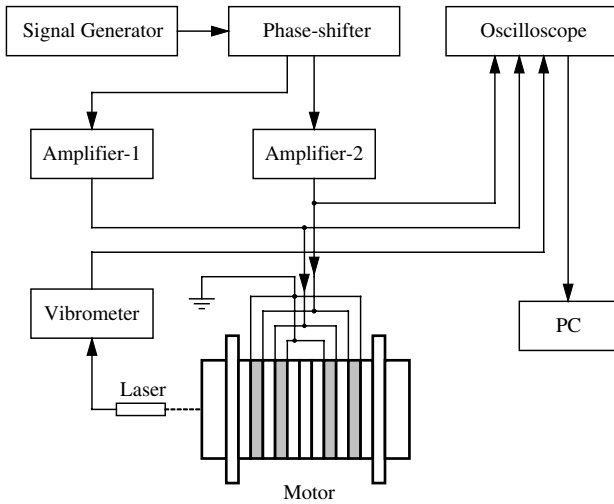 Signal Generator
Phase-shifter
Oscilloscope
Amplifier-1
Amplifier-2
Vibrometer
PC
Laser
Motor